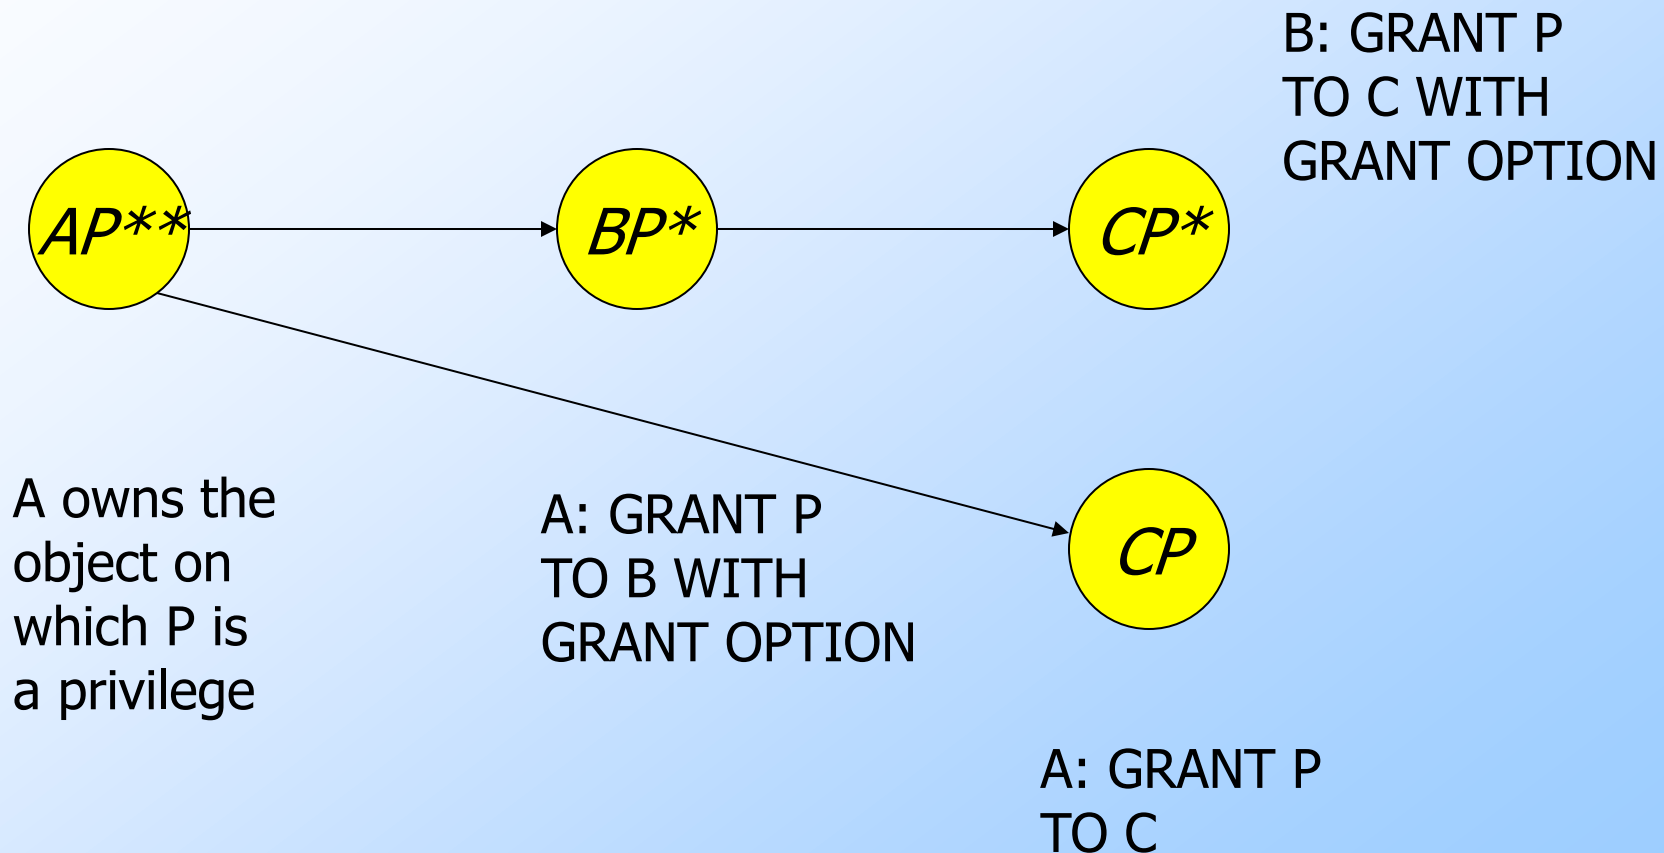 B: GRANT P
TO C WITH
GRANT OPTION
AP**
BP*
CP*
A owns the
object on
which P is
a privilege
A: GRANT P
TO B WITH
GRANT OPTION
CP
A: GRANT P
TO C